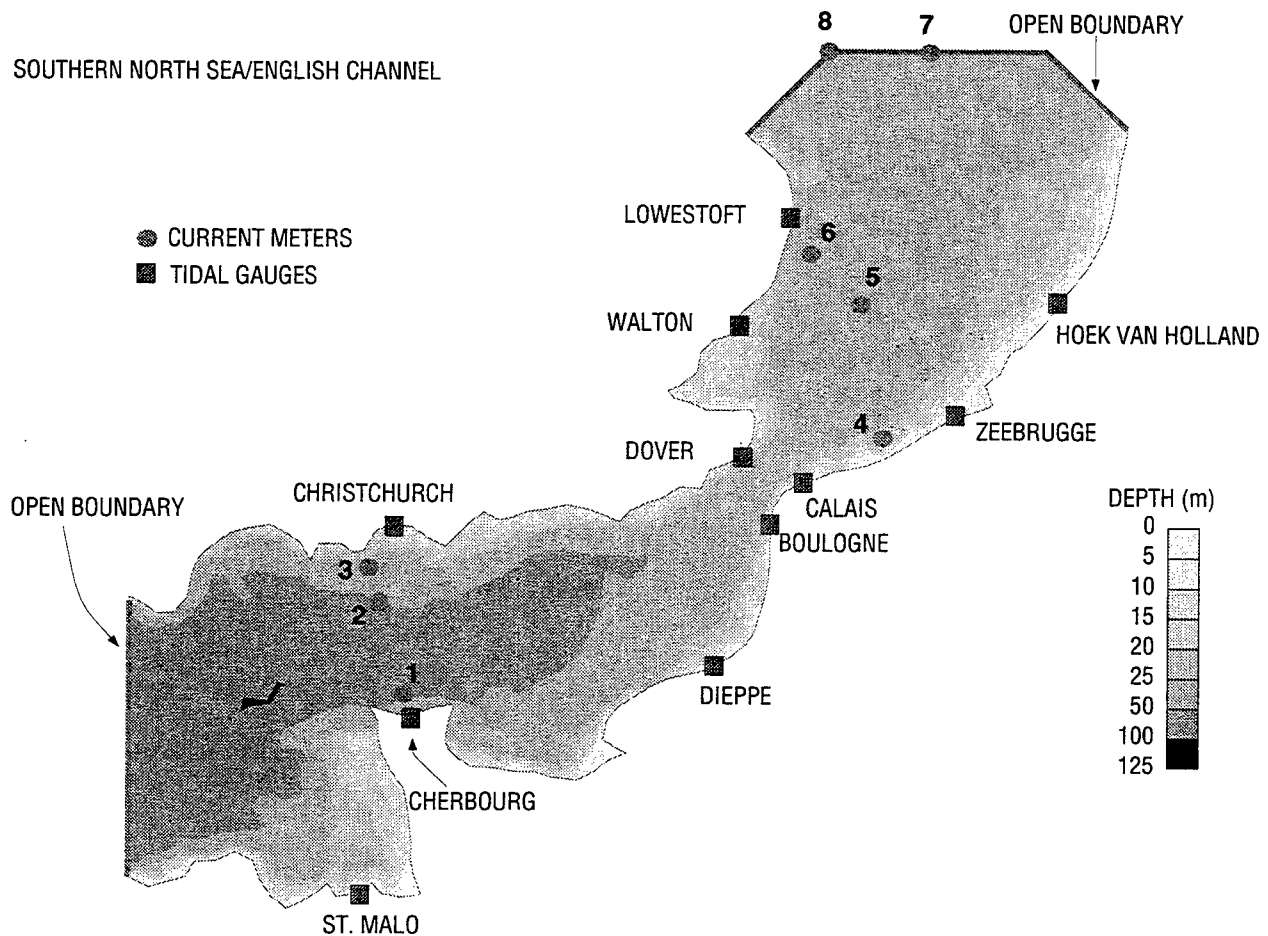 8
7
OPEN BOUNDARY
SOUTHERN NORTH SEA/ENGLISH CHANNEL
LOWESTOFT
6
CURRENT METERS
TIDAL GAUGES
5
WALTON
HOEK VAN HOLLAND
4
ZEEBRUGGE
DOVER
CHRISTCHURCH
CALAIS
BOULOGNE
OPEN BOUNDARY
3
2
1
DIEPPE
CHERBOURG
ST. MALO
DEPTH (m)
0
5
10
15
20
25
50
100
125